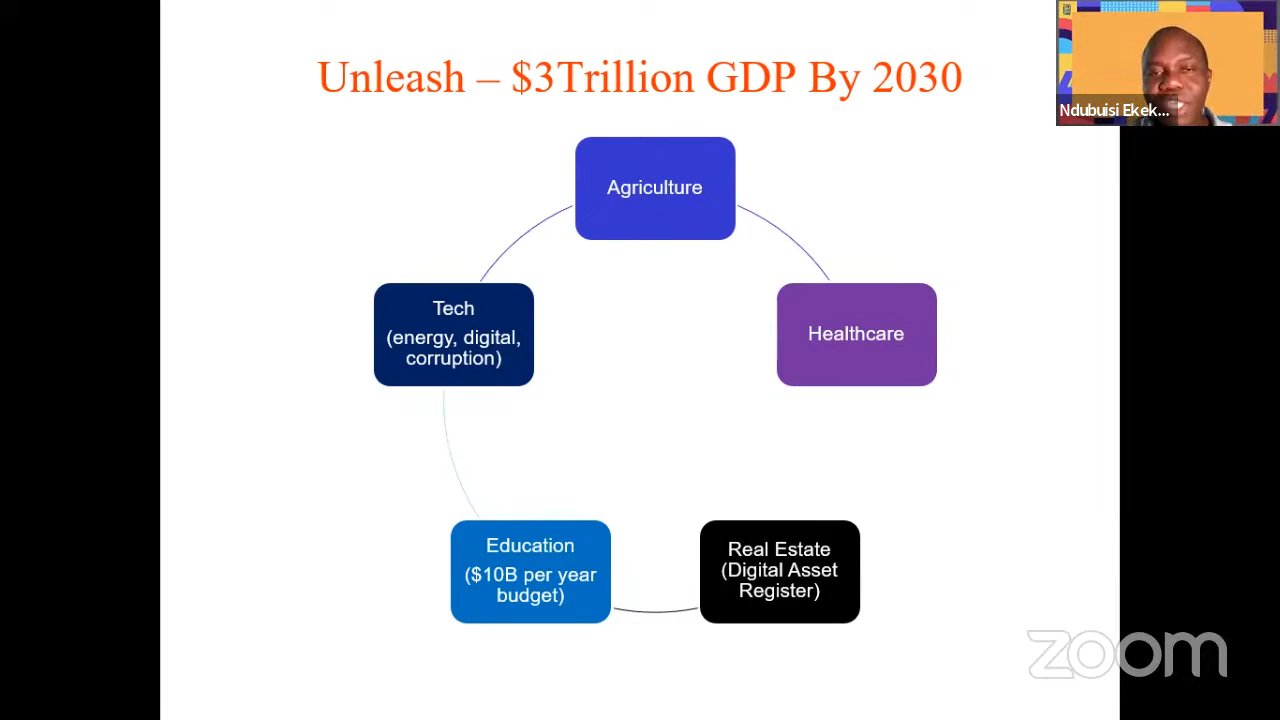 Unleash – $3Trillion GDP By 2030
Ndubuisi Ekek...
Agriculture
Tech
(energy, digital,
corruption)
Healthcare
Education
($10B per year
budget)
Real Estate
(Digital Asset
Register)
zoom